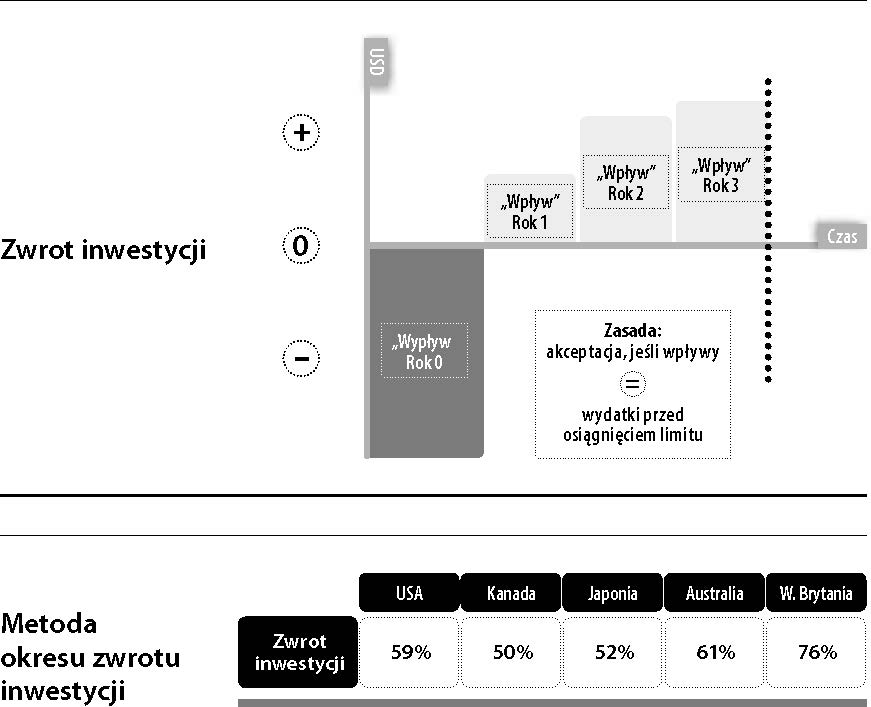 USD
+
„Wpływ”
Rok 3
„Wpływ”
Rok 2
„Wpływ”
Rok 1
Zwrot inwestycji
0
Czas
„Wypływ
Rok 0
–
Zasada:
akceptacja, jeśli wpływy
=
wydatki przed
osiągnięciem limitu
Metoda
okresu zwrotu
inwestycji
USA Kanada Japonia Australia W. Brytania
Zwrot
inwestycji
59% 50% 52% 61% 76%